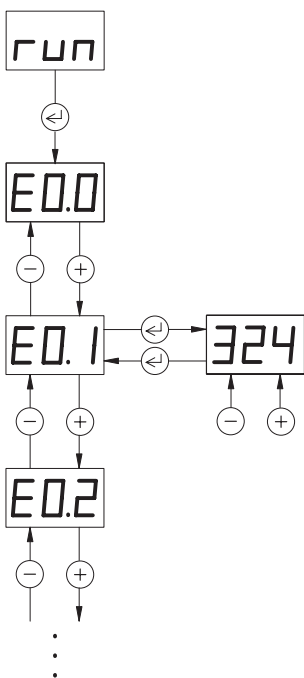 run
E0.0
− +
E0.1 324
− + − +
E0.2
− +